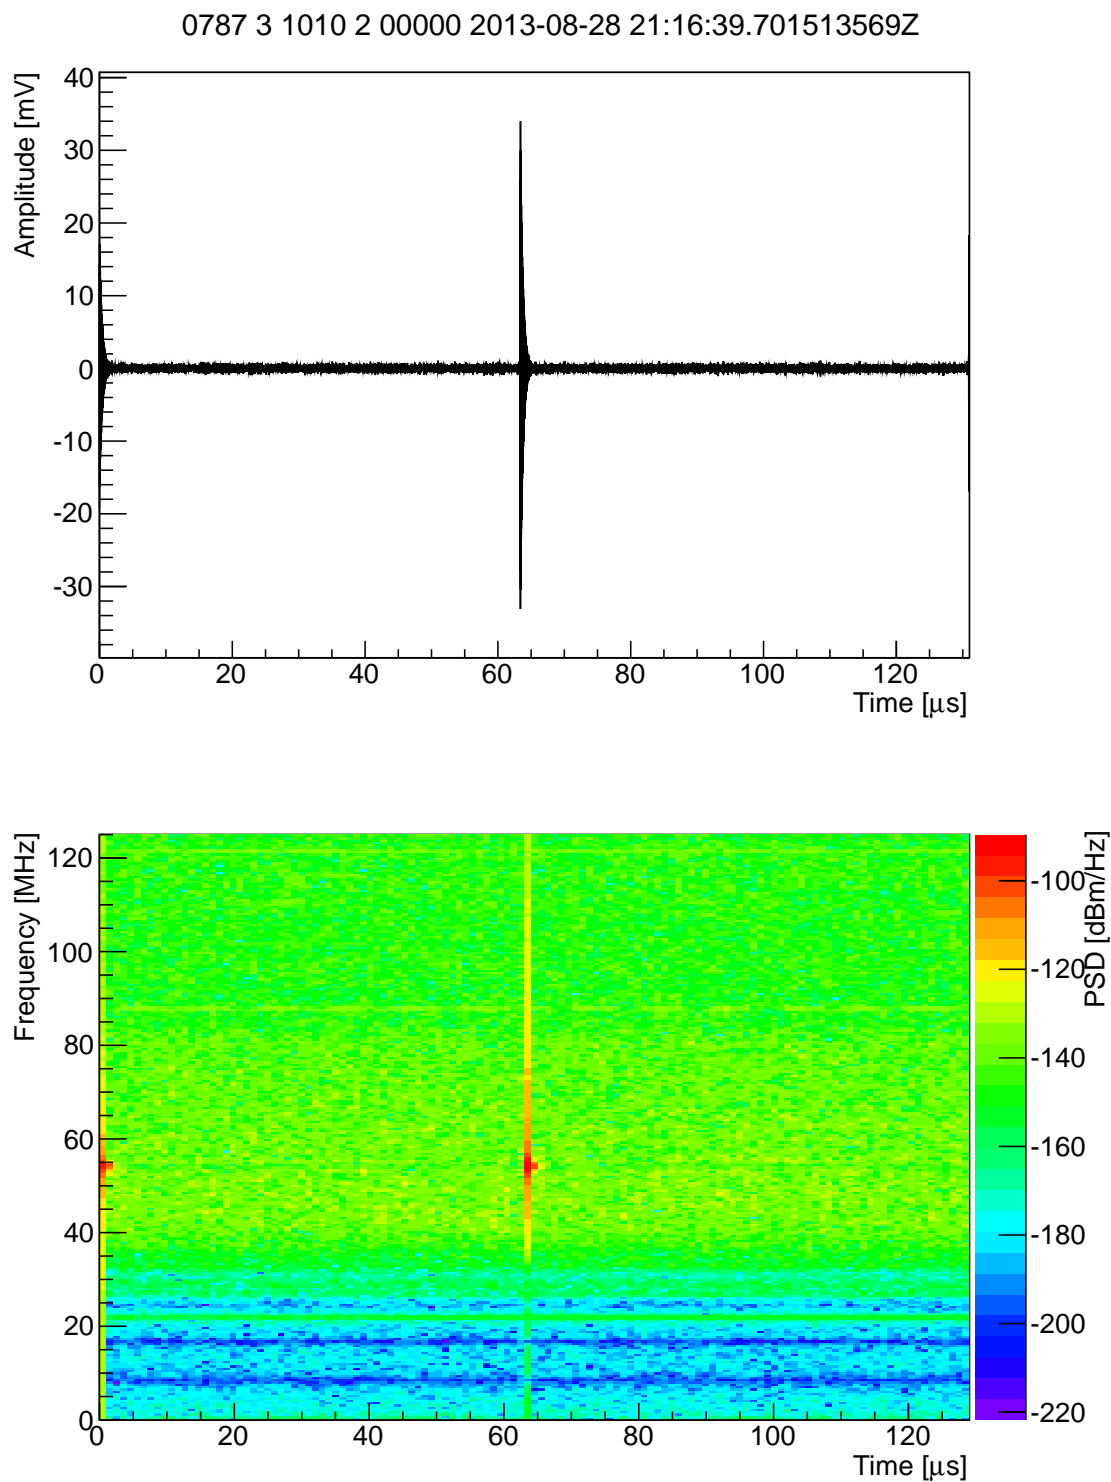 0787 3 1010 2 00000 2013-08-28 21:16:39.701513569Z
Amplitude [mV]
40
30
20
10
0
-10
-20
-30
0 20 40 60 80 100 120
Time [μs]
Frequency [MHz]
120
100
80
60
40
20
0
0 20 40 60 80 100 120
Time [μs]
-100
-120
-140
-160
-180
-200
-220
PSD [dBm/Hz]